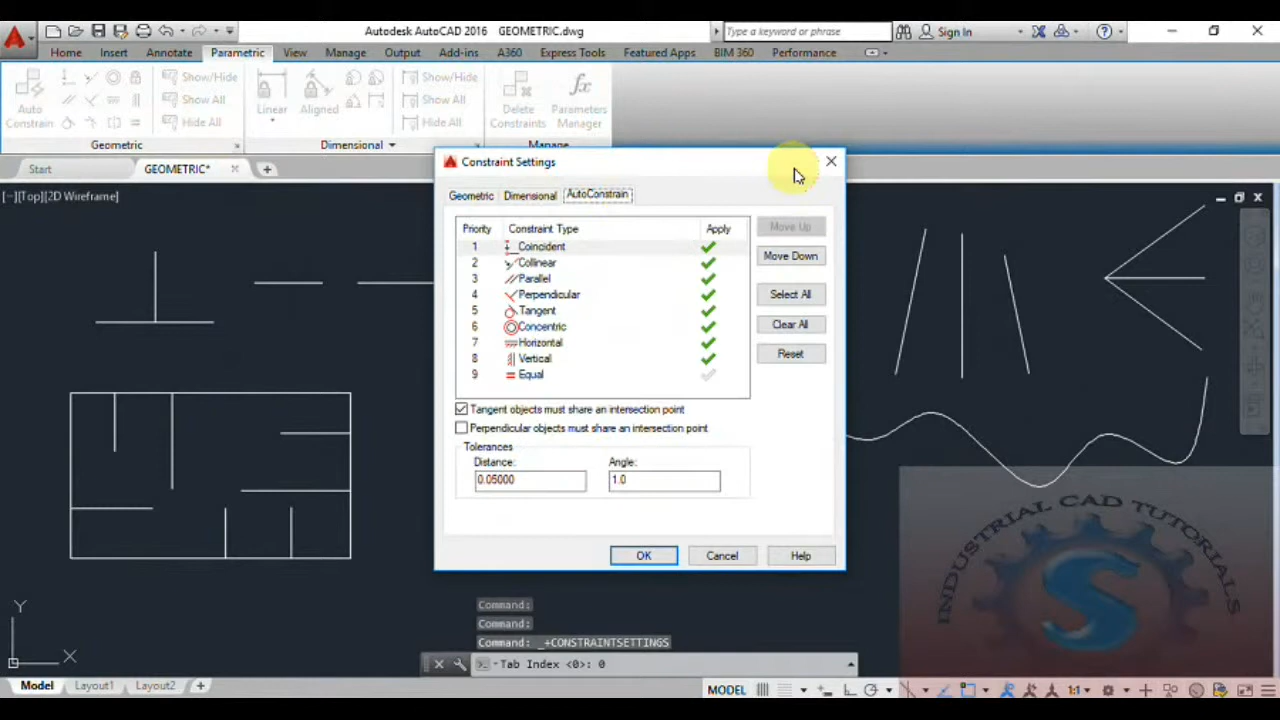 Autodesk AutoCAD 2016 GEOMETRIC.dwg
Type a keyword or phrase
Sign In
Home Insert Annotate Parametric View Manage Output Add-ins A360 Express Tools Featured Apps BIM 360 Performance
Auto
Constrain
Show/Hide
Show All
Hide All
Linear
Aligned
Show/Hide
Show All
Hide All
Delete
Constraints
Parameters
Manager
Geometric
Dimensional
Manage
Start
GEOMETRIC*
[−][Top][2D Wireframe]
Constraint Settings
Geometric Dimensional AutoConstrain
Priority Constraint Type Apply
1 Coincident
2 Collinear
3 Parallel
4 Perpendicular
5 Tangent
6 Concentric
7 Horizontal
8 Vertical
9 Equal
Move Up
Move Down
Select All
Clear All
Reset
Tangent objects must share an intersection point
Perpendicular objects must share an intersection point
Tolerances
Distance: Angle:
0.05000 1.0
OK Cancel Help
INDUSTRIAL CAD TUTORIALS
Y
X
Command:
Command:
Command: _+CONSTRAINTSETTINGS
Tab Index <0>: 0
Model Layout1 Layout2
MODEL
1:1